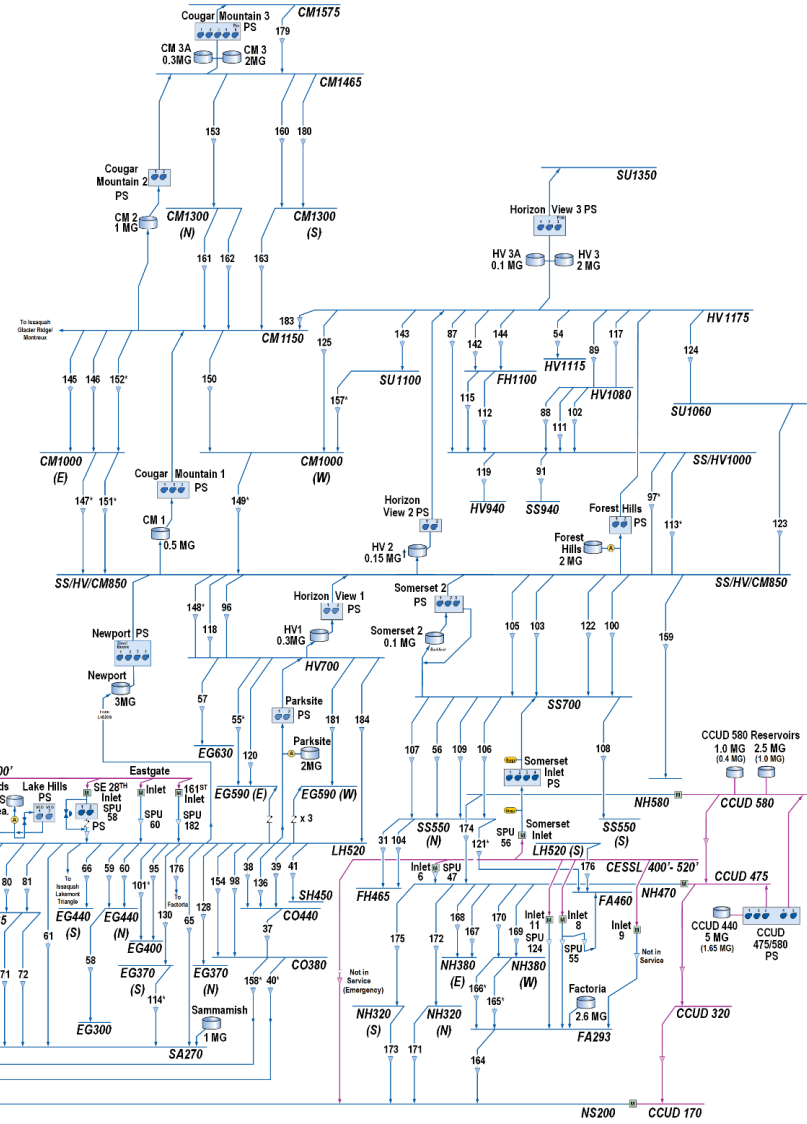 CM1575
Cougar Mountain 3
PS
179
CM 3A
0.3MG
CM 3
2MG
CM1465
153
160
180
Cougar
Mountain 2
PS
SU1350
CM 2
1 MG
CM1300
(N)
CM1300
(S)
Horizon View 3 PS
161
162
163
HV 3A
0.1 MG
HV 3
2 MG
To Issaquah
Glacier Ridge/
Montreux
183
HV1175
CM1150
125
143
87
142
144
54
89
117
124
145
146
152*
150
SU1100
FH1100
HV1115
157*
115
112
HV1080
88
111
102
SU1060
CM1000
(E)
CM1000
(W)
SS/HV1000
Cougar Mountain 1
PS
119
91
147*
151*
149*
97*
113*
123
HV940
SS940
Horizon
View 2 PS
Forest Hills
PS
CM 1
0.5 MG
HV 2
0.15 MG†
Forest
Hills
2 MG
A
SS/HV/CM850
SS/HV/CM850
148*
118
96
Horizon View 1
PS
Somerset 2
PS
105
103
122
100
159
Newport PS
HV1
0.3MG
Somerset 2
0.1 MG
Newport
3MG
HV700
57
55*
120
Parksite
PS
181
184
SS700
EG630
Parksite
2MG
A
107
56
109
106
108
Somerset
Inlet
PS
CCUD 580 Reservoirs
1.0 MG
(0.4 MG)
2.5 MG
(1.0 MG)
00'
Eastgate
ds
S
ea.
Lake Hills
PS
SE 28TH
Inlet
SPU
58
PS
Inlet
SPU
60
161ST
Inlet
SPU
182
EG590 (E)
EG590 (W)
x 3
NH580
CCUD 580
SS550
(N)
174
SPU
56
Somerset
Inlet
SS550
(S)
31
104
121*
LH520
LH520 (S)
CESSL 400'- 520'
80
81
To
Issaquah
Lakemont
Triangle
66
59
60
101*
95
176
To
Factoria
154
98
38
136
39
41
Inlet
6
SPU
47
176
SH450
FH465
FA460
NH470
CCUD 475
EG440
(S)
EG440
(N)
130
128
CO440
175
172
168
167
170
169
Inlet
11
SPU
124
Inlet
8
SPU
55
Inlet
9
CCUD 440
5 MG
(1.65 MG)
CCUD
475/580
PS
5
61
58
EG400
65
37
Not in
Service
71
72
EG370
(S)
EG370
(N)
CO380
NH380
(E)
NH380
(W)
114*
158*
40*
Not in
Service
(Emergency)
166*
165*
Factoria
2.6 MG
EG300
Sammamish
1 MG
NH320
(S)
NH320
(N)
FA293
CCUD 320
SA270
173
171
164
NS200
CCUD 170